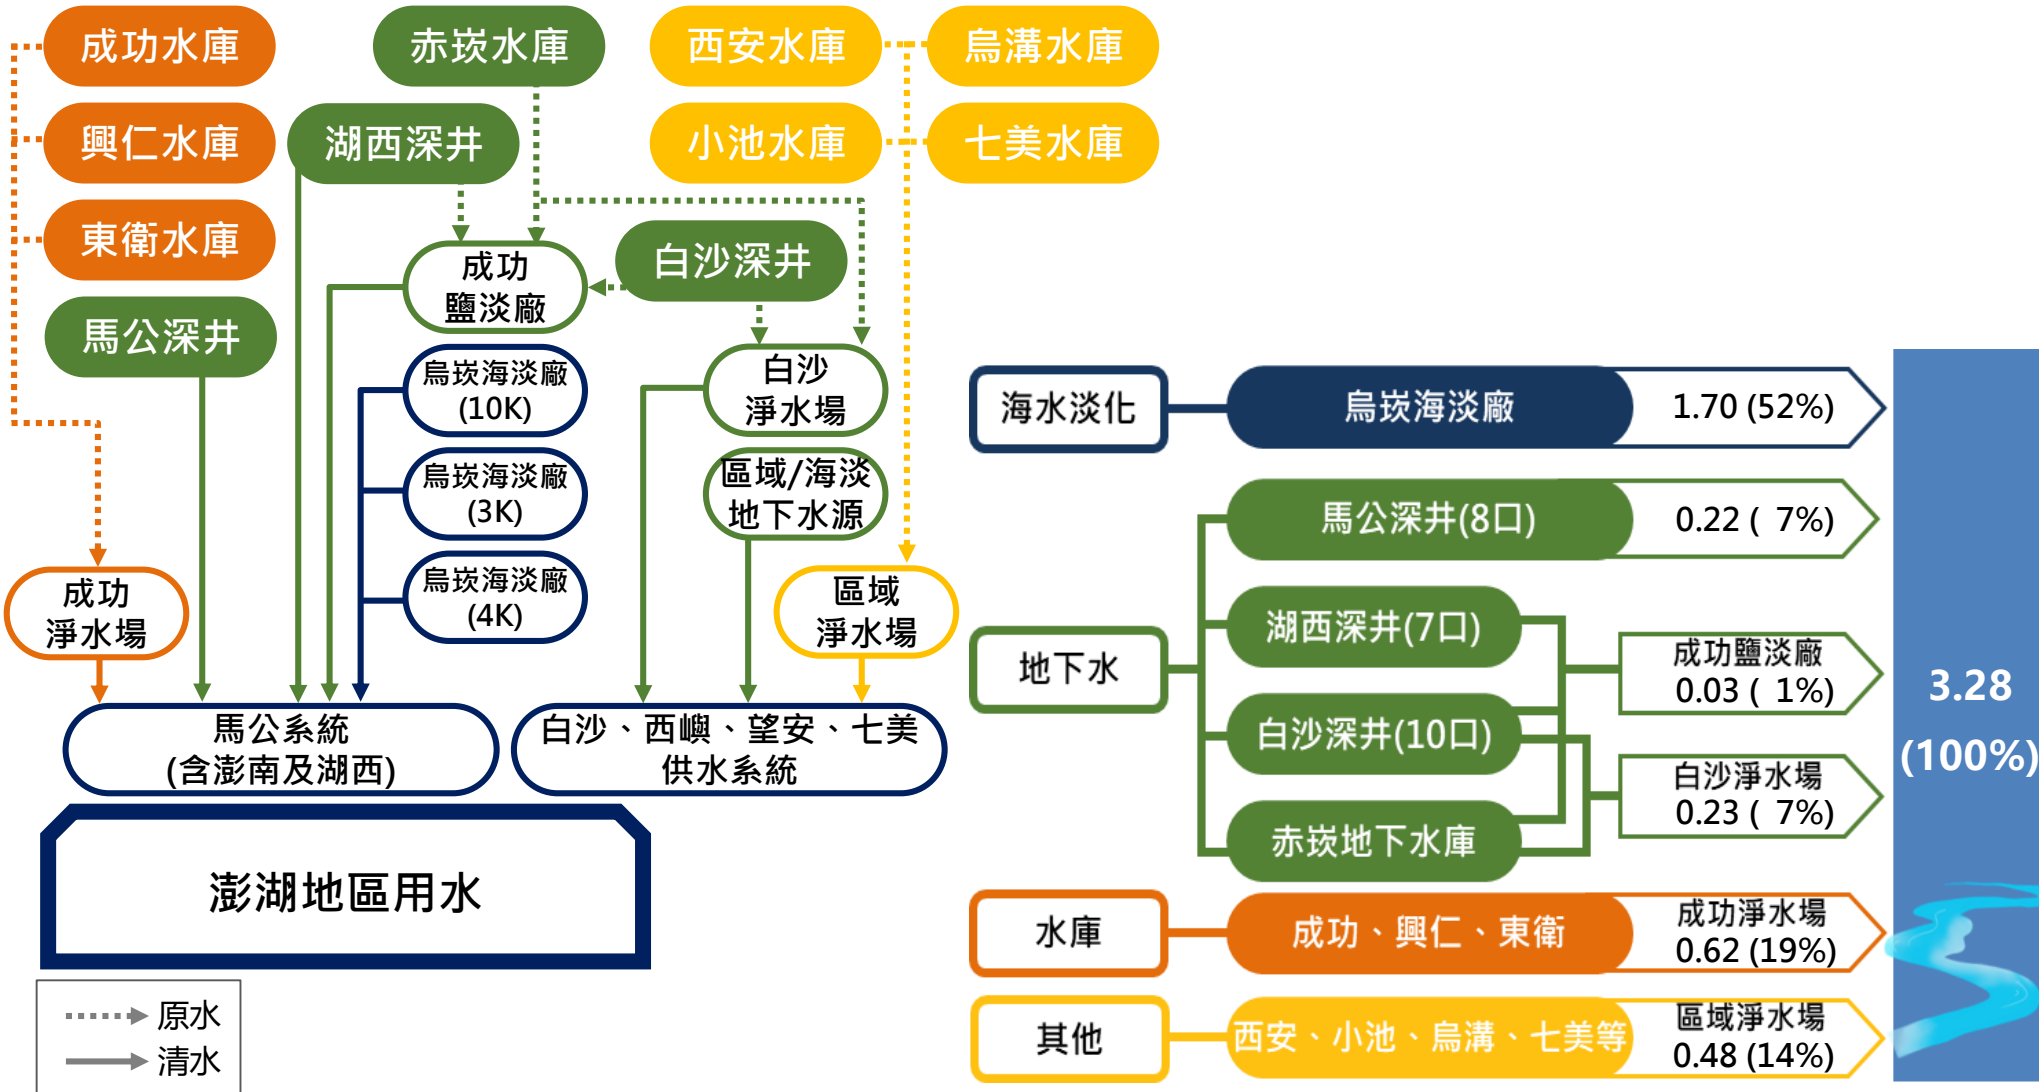 成功水庫
赤崁水庫
西安水庫
烏溝水庫
興仁水庫
湖西深井
小池水庫
七美水庫
東衛水庫
白沙深井
成功
鹽淡廠
馬公深井
烏崁海淡廠
(10K)
白沙
淨水場
烏崁海淡廠
(3K)
區域/海淡
地下水源
烏崁海淡廠
(4K)
成功
淨水場
區域
淨水場
馬公系統
(含澎南及湖西)
白沙、西嶼、望安、七美
供水系統
澎湖地區用水
原水
清水
海水淡化
烏崁海淡廠
1.70 (52%)
地下水
馬公深井(8口)
0.22 ( 7%)
湖西深井(7口)
白沙深井(10口)
赤崁地下水庫
成功鹽淡廠
0.03 ( 1%)
白沙淨水場
0.23 ( 7%)
水庫
成功、興仁、東衛
成功淨水場
0.62 (19%)
其他
西安、小池、烏溝、七美等
區域淨水場
0.48 (14%)
3.28
(100%)